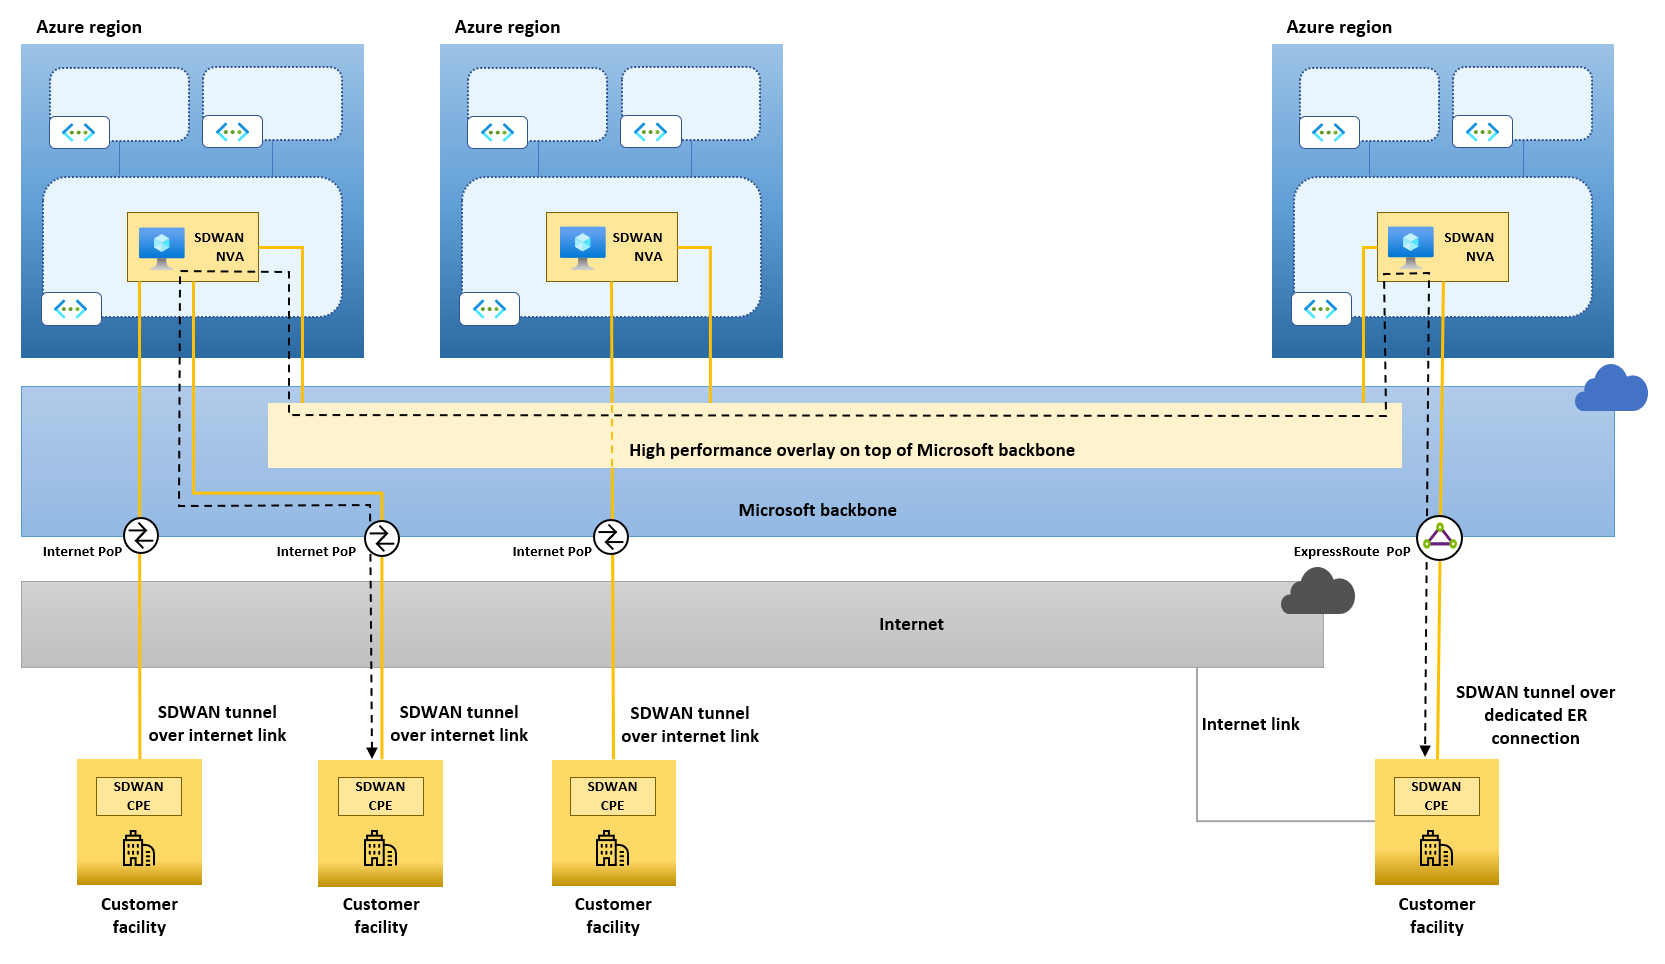 Azure region
Azure region
Azure region
SDWAN
NVA
SDWAN
NVA
SDWAN
NVA
High performance overlay on top of Microsoft backbone
Microsoft backbone
Internet PoP
Internet PoP
Internet PoP
ExpressRoute PoP
Internet
SDWAN tunnel
over internet link
SDWAN tunnel
over internet link
SDWAN tunnel
over internet link
Internet link
SDWAN tunnel over
dedicated ER
connection
SDWAN
CPE
SDWAN
CPE
SDWAN
CPE
SDWAN
CPE
Customer
facility
Customer
facility
Customer
facility
Customer
facility